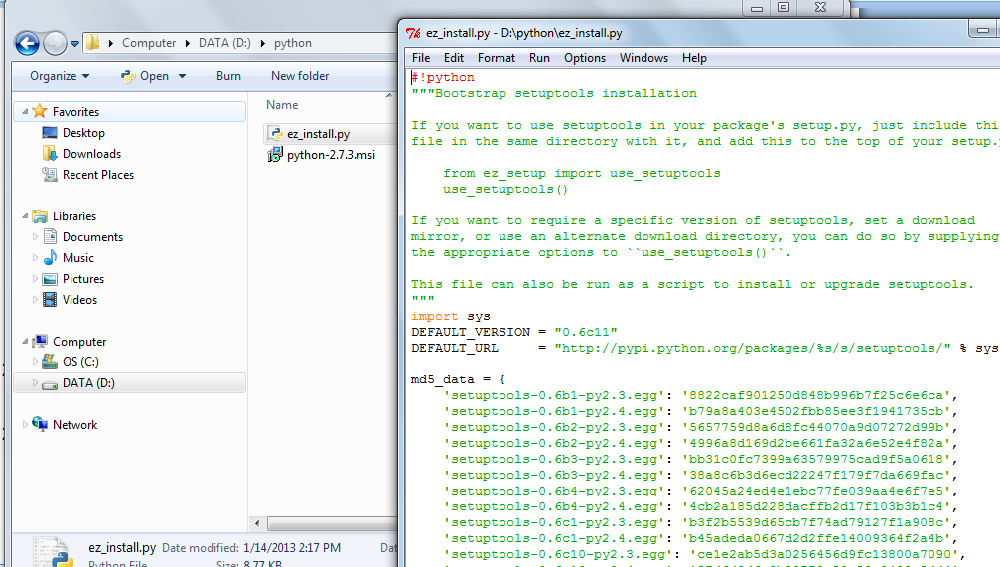 Computer ▸ DATA (D:) ▸ python
Organize
Open
Burn
New folder
Favorites
Desktop
Downloads
Recent Places
Libraries
Documents
Music
Pictures
Videos
Computer
OS (C:)
DATA (D:)
Network
Name
ez_install.py
python-2.7.3.msi
ez_install.py Date modified: 1/14/2013 2:17 PM
Python File Size: 8.77 KB
ez_install.py - D:\python\ez_install.py
File Edit Format Run Options Windows Help
#!python
"""Bootstrap setuptools installation
If you want to use setuptools in your package's setup.py, just include thi
file in the same directory with it, and add this to the top of your setup.
from ez_setup import use_setuptools
use_setuptools()
If you want to require a specific version of setuptools, set a download
mirror, or use an alternate download directory, you can do so by supplying
the appropriate options to ``use_setuptools()``.
This file can also be run as a script to install or upgrade setuptools.
"""
import sys
DEFAULT_VERSION = "0.6c11"
DEFAULT_URL     = "http://pypi.python.org/packages/%s/s/setuptools/" % sys
md5_data = {
'setuptools-0.6b1-py2.3.egg': '8822caf901250d848b996b7f25c6e6ca',
'setuptools-0.6b1-py2.4.egg': 'b79a8a403e4502fbb85ee3f1941735cb',
'setuptools-0.6b2-py2.3.egg': '5657759d8a6d8fc44070a9d07272d99b',
'setuptools-0.6b2-py2.4.egg': '4996a8d169d2be661fa32a6e52e4f82a',
'setuptools-0.6b3-py2.3.egg': 'bb31c0fc7399a63579975cad9f5a0618',
'setuptools-0.6b3-py2.4.egg': '38a8c6b3d6ecd22247f179f7da669fac',
'setuptools-0.6b4-py2.3.egg': '62045a24ed4e1ebc77fe039aa4e6f7e5',
'setuptools-0.6b4-py2.4.egg': '4cb2a185d228dacffb2d17f103b3b1c4',
'setuptools-0.6c1-py2.3.egg': 'b3f2b5539d65cb7f74ad79127f1a908c',
'setuptools-0.6c1-py2.4.egg': 'b45adeda0667d2d2ffe14009364f2a4b',
'setuptools-0.6c10-py2.3.egg': 'ce1e2ab5d3a0256456d9fc13800a7090',